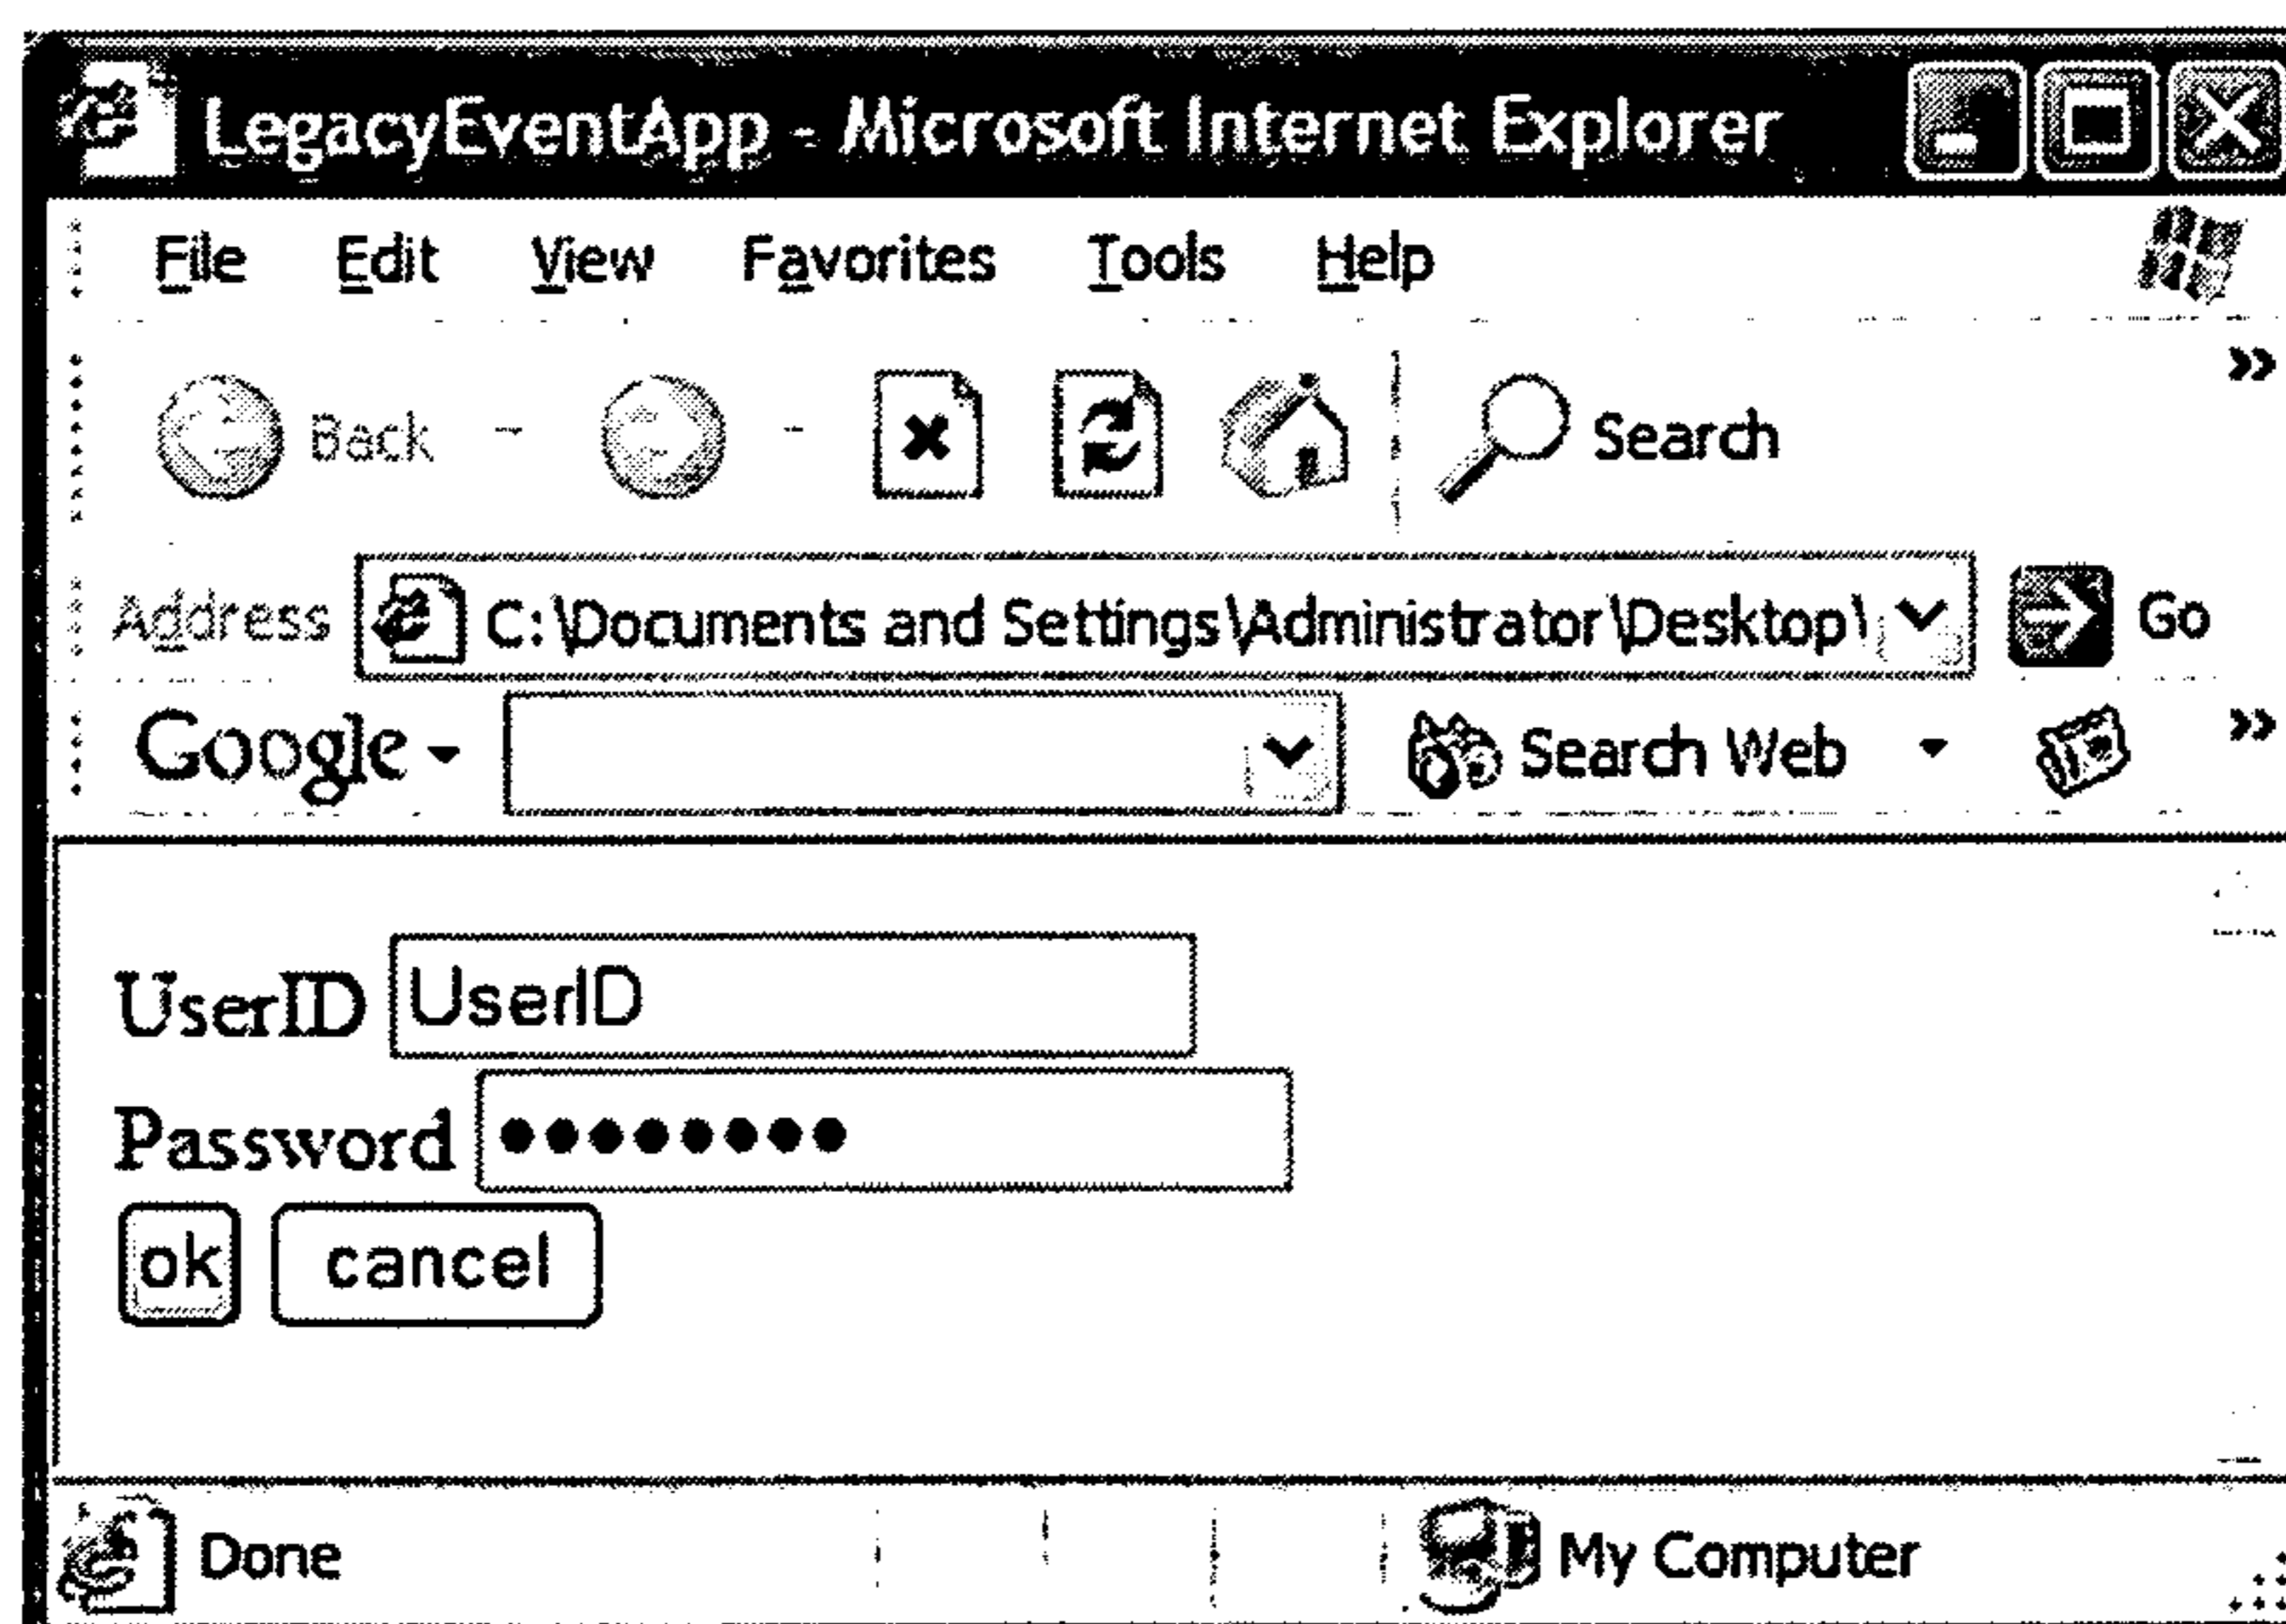 LegacyEventApp - Microsoft Internet Explorer
File Edit View Favorites Tools Help
Back Search »
Address C:\Documents and Settings\Administrator\Desktop\ Go
Google Search Web »
UserID UserID
Password ••••••••
ok cancel
Done My Computer